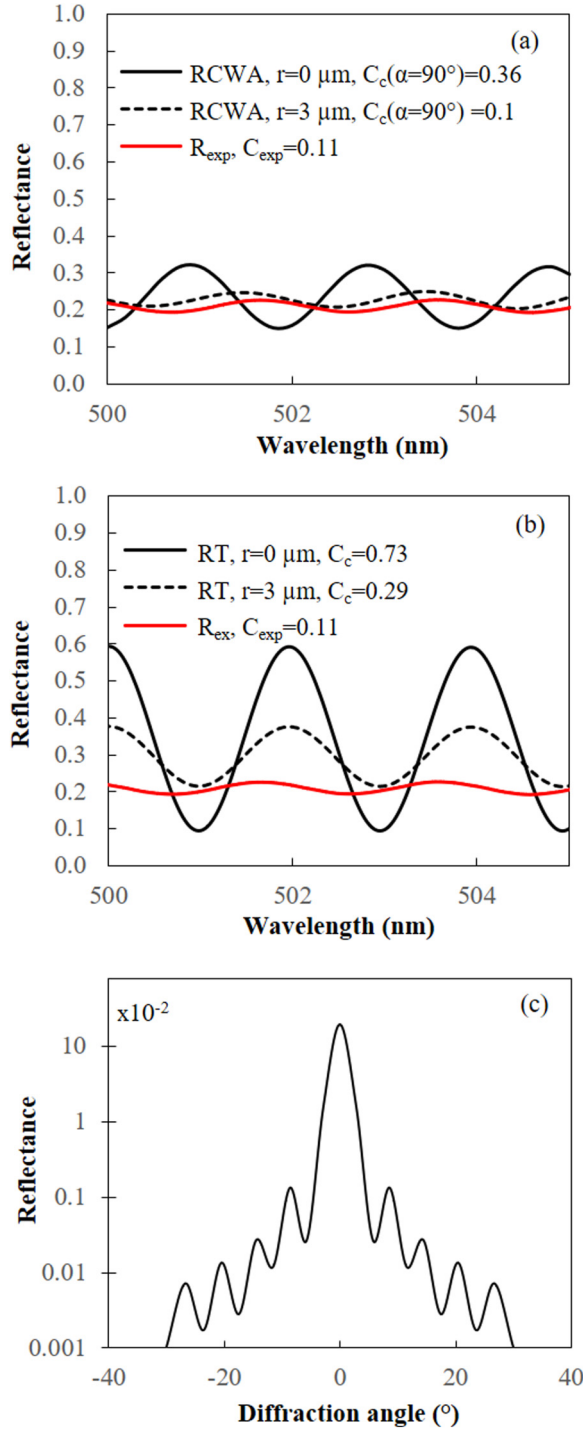 (a)
RCWA, r=0 µm, Cc(α=90°)=0.36
RCWA, r=3 µm, Cc(α=90°) =0.1
Rexp, Cexp=0.11
Reflectance
1.0
0.9
0.8
0.7
0.6
0.5
0.4
0.3
0.2
0.1
0.0
500
502
504
Wavelength (nm)
(b)
RT, r=0 µm, Cc=0.73
RT, r=3 µm, Cc=0.29
Rex, Cexp=0.11
Reflectance
1.0
0.9
0.8
0.7
0.6
0.5
0.4
0.3
0.2
0.1
0.0
500
502
504
Wavelength (nm)
(c)
x10-2
Reflectance
10
1
0.1
0.01
0.001
-40
-20
0
20
40
Diffraction angle (°)